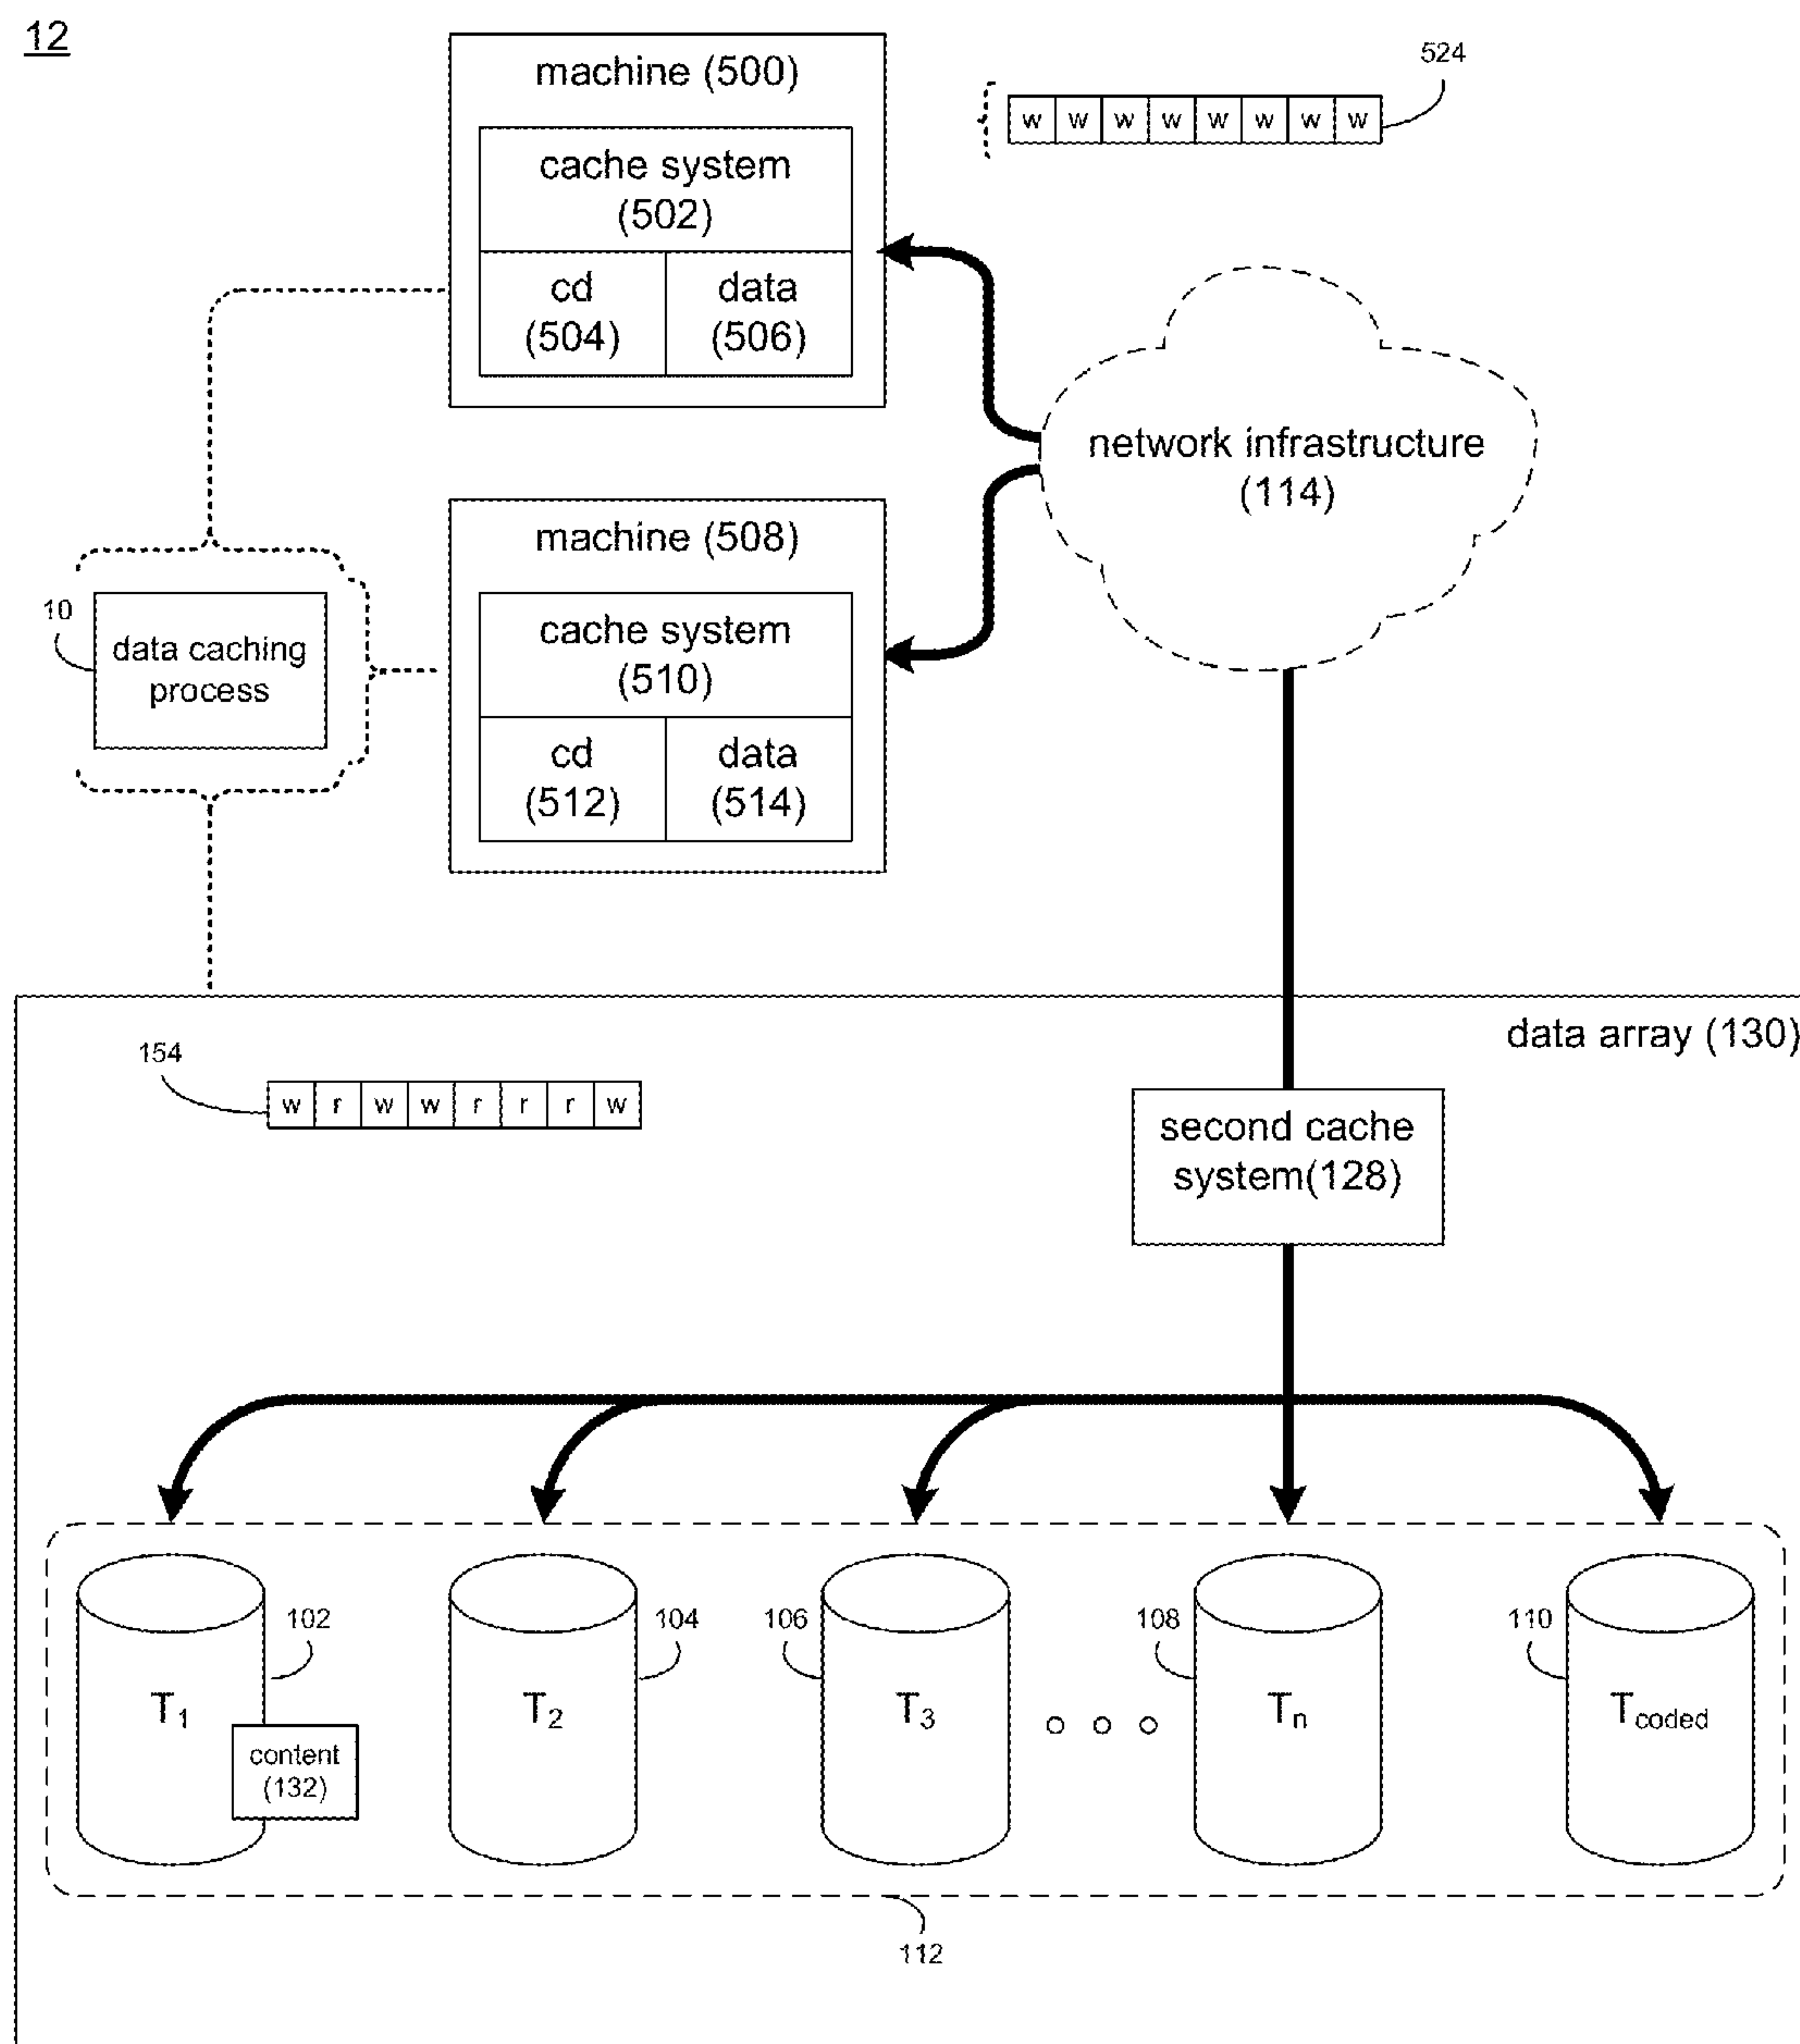 12
machine (500)
cache system
(502)
cd
(504)
data
(506)
524
w w w w w w w w
network infrastructure
(114)
machine (508)
cache system
(510)
cd
(512)
data
(514)
10
data caching
process
data array (130)
154
w r w w r r r w
second cache
system(128)
102
T1
content
(132)
104
T2
106
T3
108
Tn
110
Tcoded
112